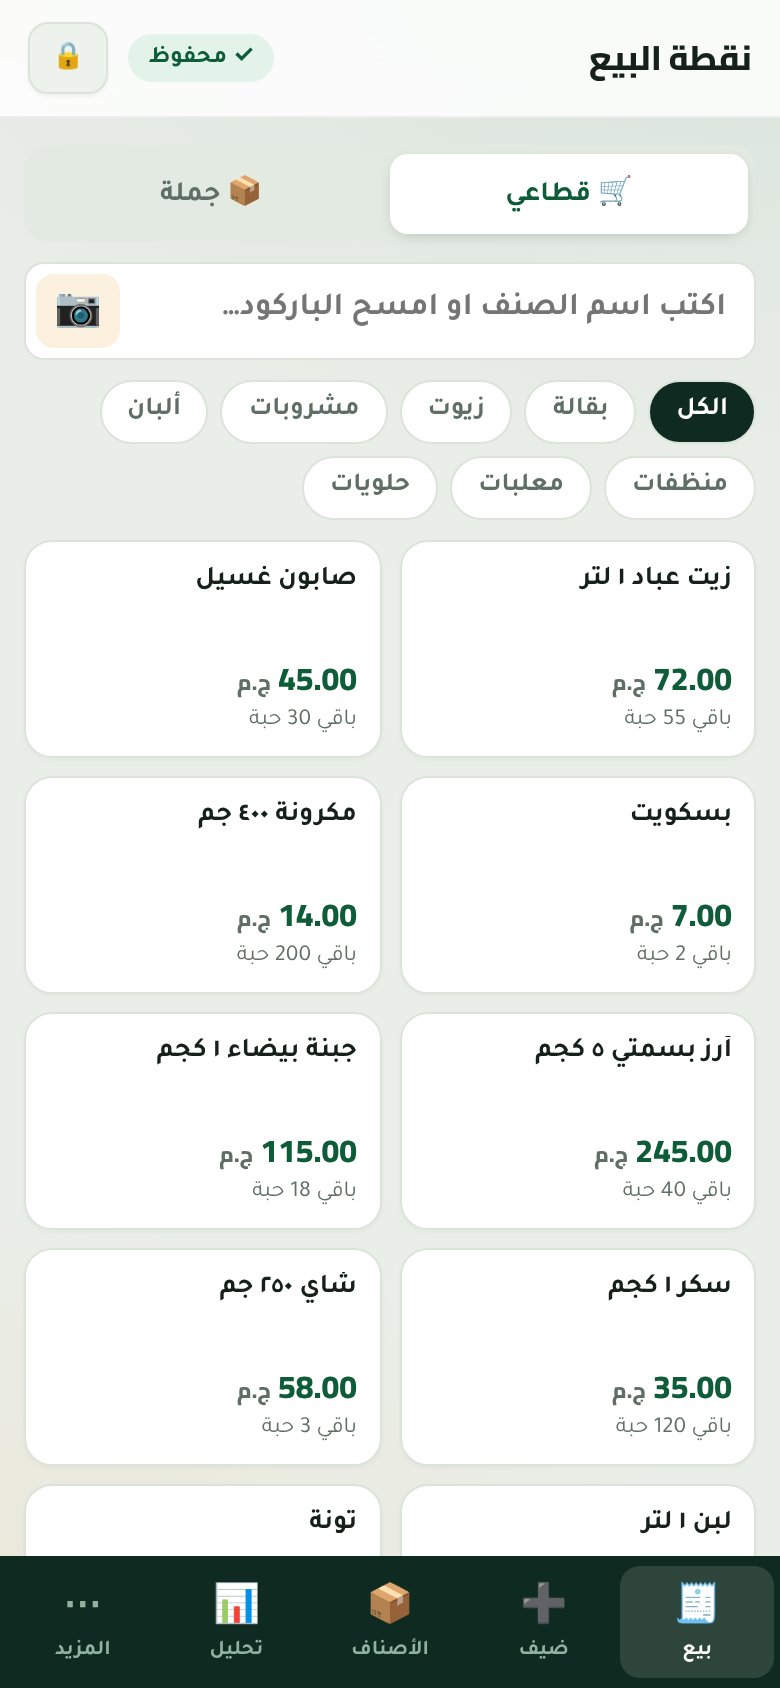 نقطة البيع
✓ محفوظ
🔒
🛒 قطاعي
📦 جملة
اكتب اسم الصنف او امسح الباركود...
الكل
بقالة
زيوت
مشروبات
ألبان
منظفات
معلبات
حلويات
زيت عباد ١ لتر
72.00 ج.م
باقي 55 حبة
صابون غسيل
45.00 ج.م
باقي 30 حبة
بسكويت
7.00 ج.م
باقي 2 حبة
مكرونة ٤٠٠ جم
14.00 ج.م
باقي 200 حبة
أرز بسمتي ٥ كجم
245.00 ج.م
باقي 40 حبة
جبنة بيضاء ١ كجم
115.00 ج.م
باقي 18 حبة
سكر ١ كجم
35.00 ج.م
باقي 120 حبة
شاي ٢٥٠ جم
58.00 ج.م
باقي 3 حبة
لبن ١ لتر
تونة
بيع
ضيف
الأصناف
تحليل
المزيد